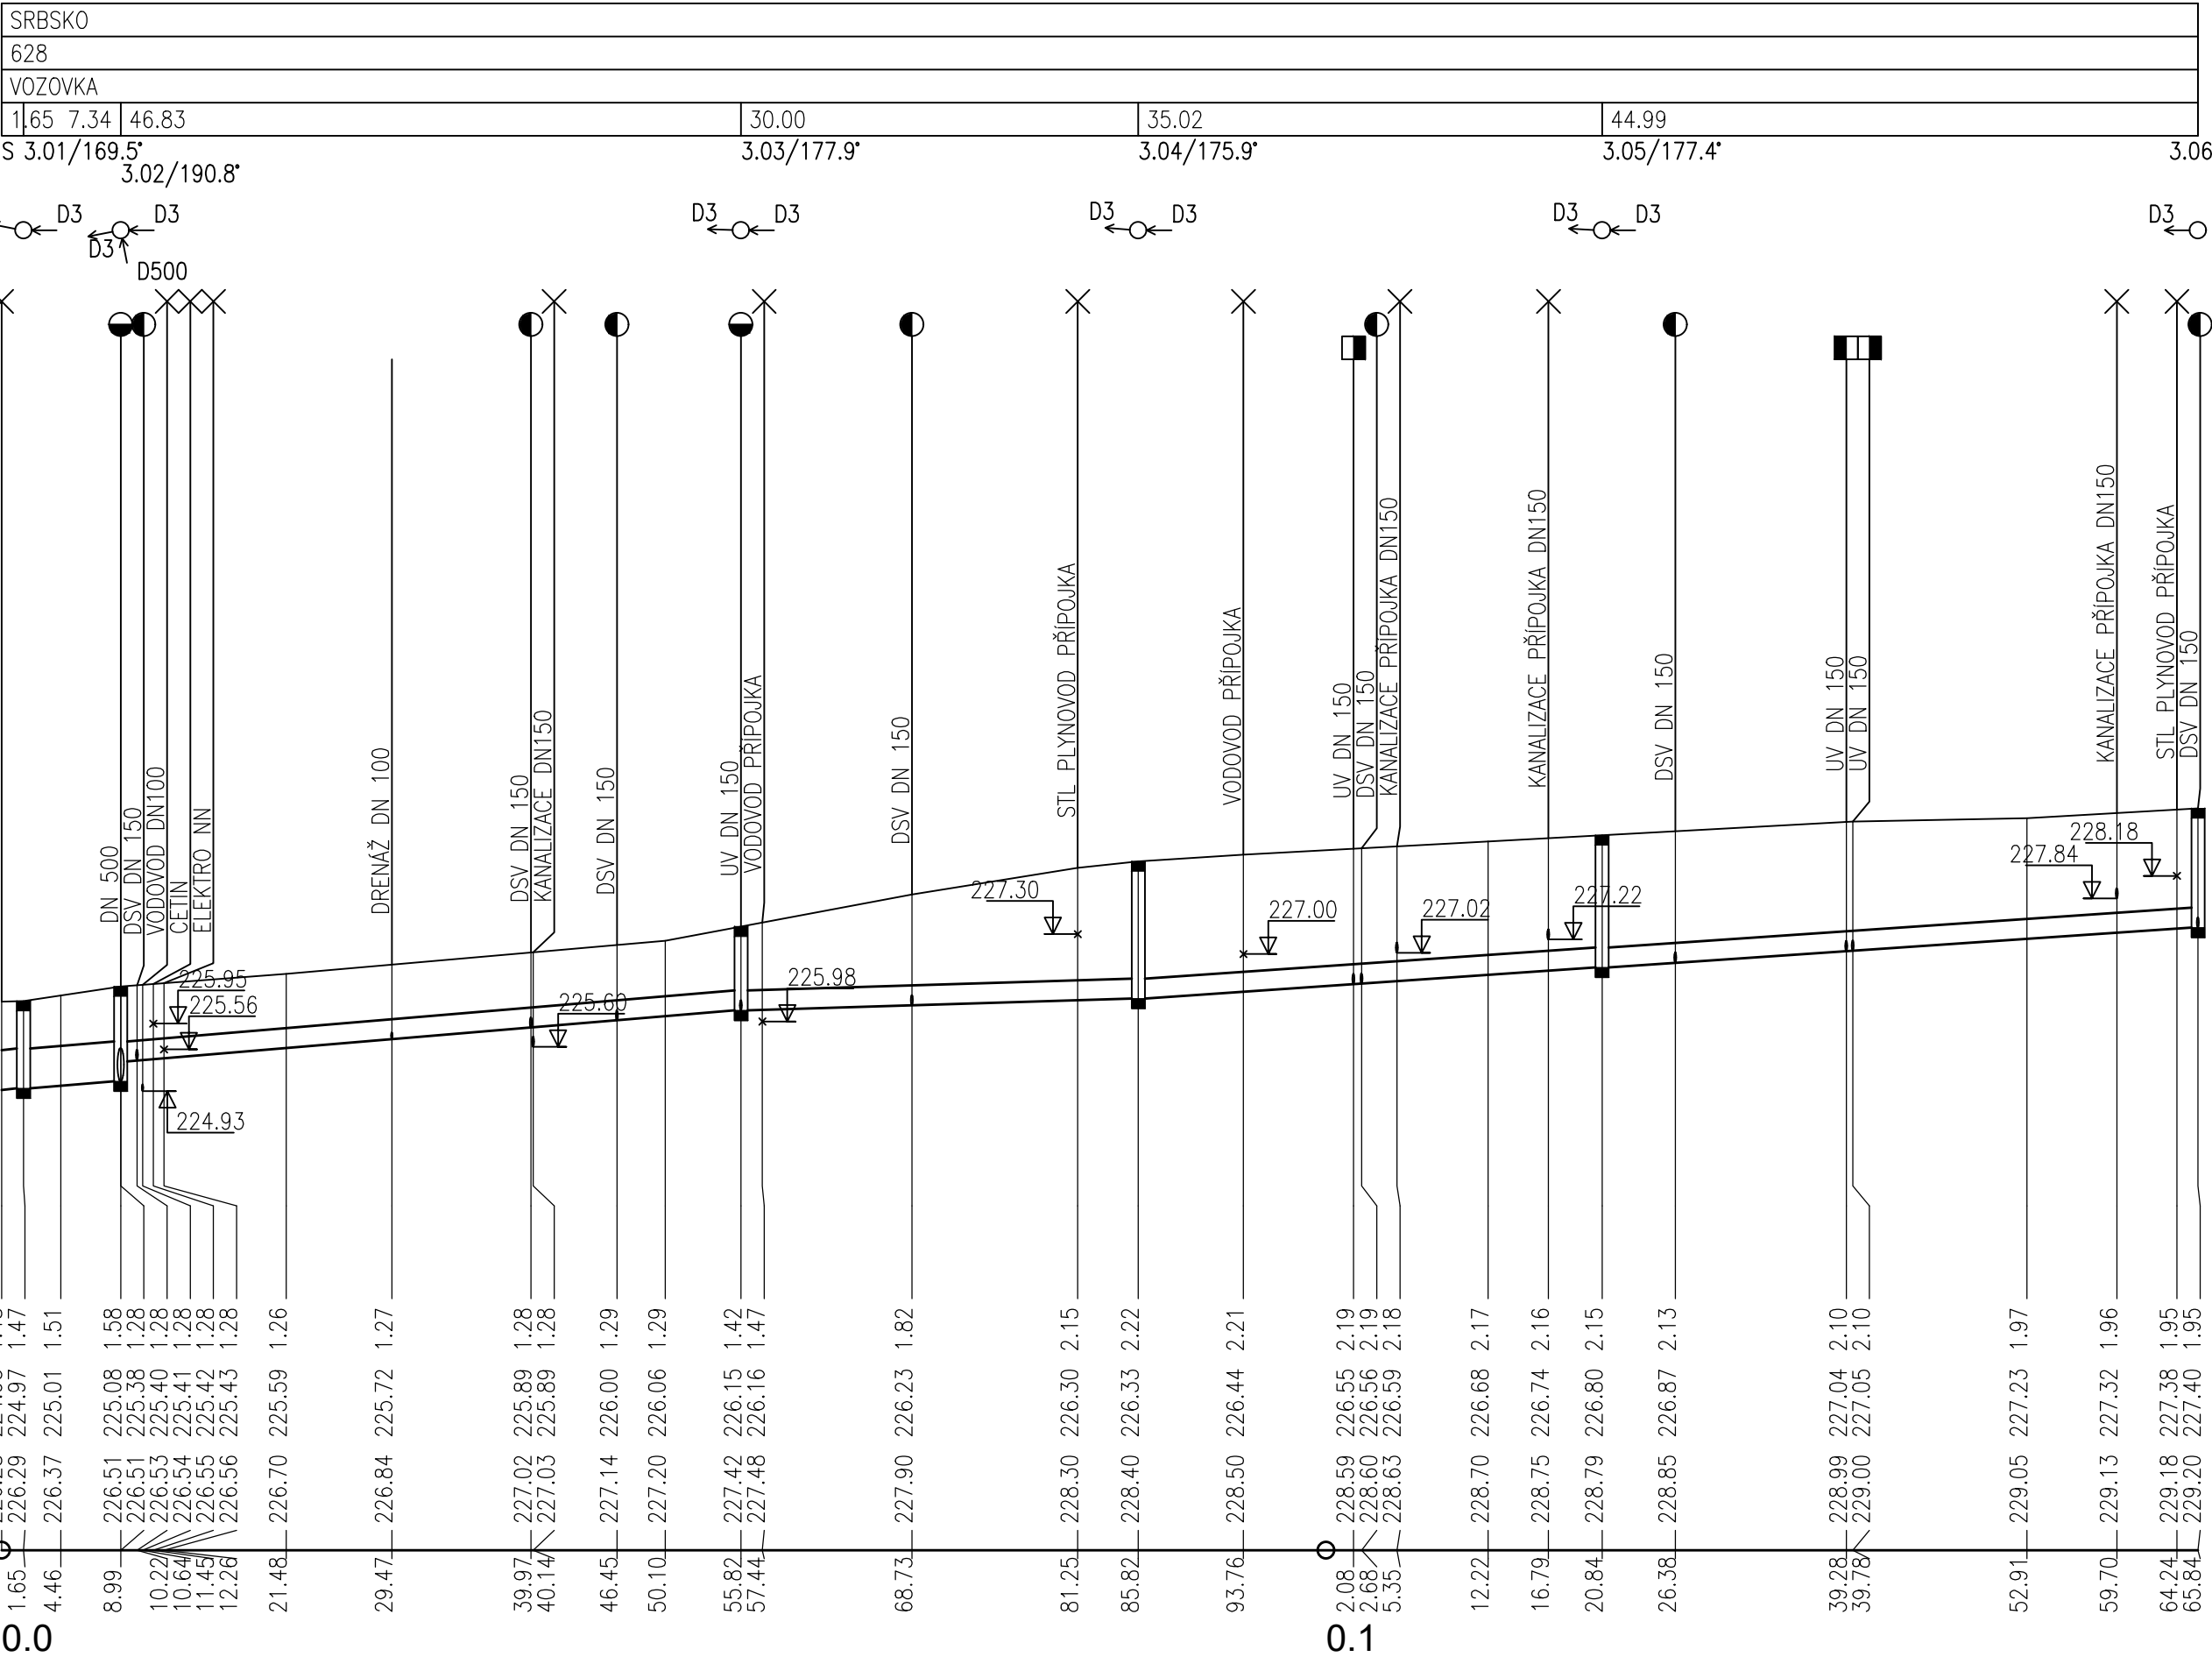 SRBSKO
628
VOZOVKA
1.65 7.34 46.83 30.00 35.02 44.99
S 3.01/169.5° 3.03/177.9° 3.04/175.9° 3.05/177.4° 3.06
3.02/190.8°
D3 D3 D3 D3 D3 D3 D3 D3 D3
D3
D500
DN 500
DSV DN 150
VODOVOD DN100
CETIN
ELEKTRO NN
DRENÁŽ DN 100
DSV DN 150
KANALIZACE DN150
DSV DN 150
UV DN 150
VODOVOD PŘÍPOJKA
DSV DN 150
STL PLYNOVOD PŘÍPOJKA
VODOVOD PŘÍPOJKA
UV DN 150
DSV DN 150
KANALIZACE PŘÍPOJKA DN150
KANALIZACE PŘÍPOJKA DN150
DSV DN 150
UV DN 150
UV DN 150
KANALIZACE PŘÍPOJKA DN150
STL PLYNOVOD PŘÍPOJKA
DSV DN 150
225.95
225.56
224.93
225.60
225.98
227.30
227.00
227.02
227.22
227.84
228.18
1.47 1.51 1.58 1.28 1.28 1.28 1.28 1.28 1.26 1.27 1.28 1.28 1.29 1.29 1.42 1.47 1.82 2.15 2.22 2.21 2.19 2.19 2.18 2.17 2.16 2.15 2.13 2.10 2.10 1.97 1.96 1.95 1.95
224.97 225.01 225.08 225.38 225.40 225.41 225.42 225.43 225.59 225.72 225.89 225.89 226.00 226.06 226.15 226.16 226.23 226.30 226.33 226.44 226.55 226.56 226.59 226.68 226.74 226.80 226.87 227.04 227.05 227.23 227.32 227.38 227.40
226.29 226.37 226.51 226.51 226.53 226.54 226.55 226.56 226.70 226.84 227.02 227.03 227.14 227.20 227.42 227.48 227.90 228.30 228.40 228.50 228.59 228.60 228.63 228.70 228.75 228.79 228.85 228.99 229.00 229.05 229.13 229.18 229.20
1.65 4.46 8.99 10.22 10.64 11.45 12.26 21.48 29.47 39.97 40.14 46.45 50.10 55.82 57.44 68.73 81.25 85.82 93.76 2.08 2.68 5.35 12.22 16.79 20.84 26.38 39.28 39.78 52.91 59.70 64.24 65.84
0.0 0.1